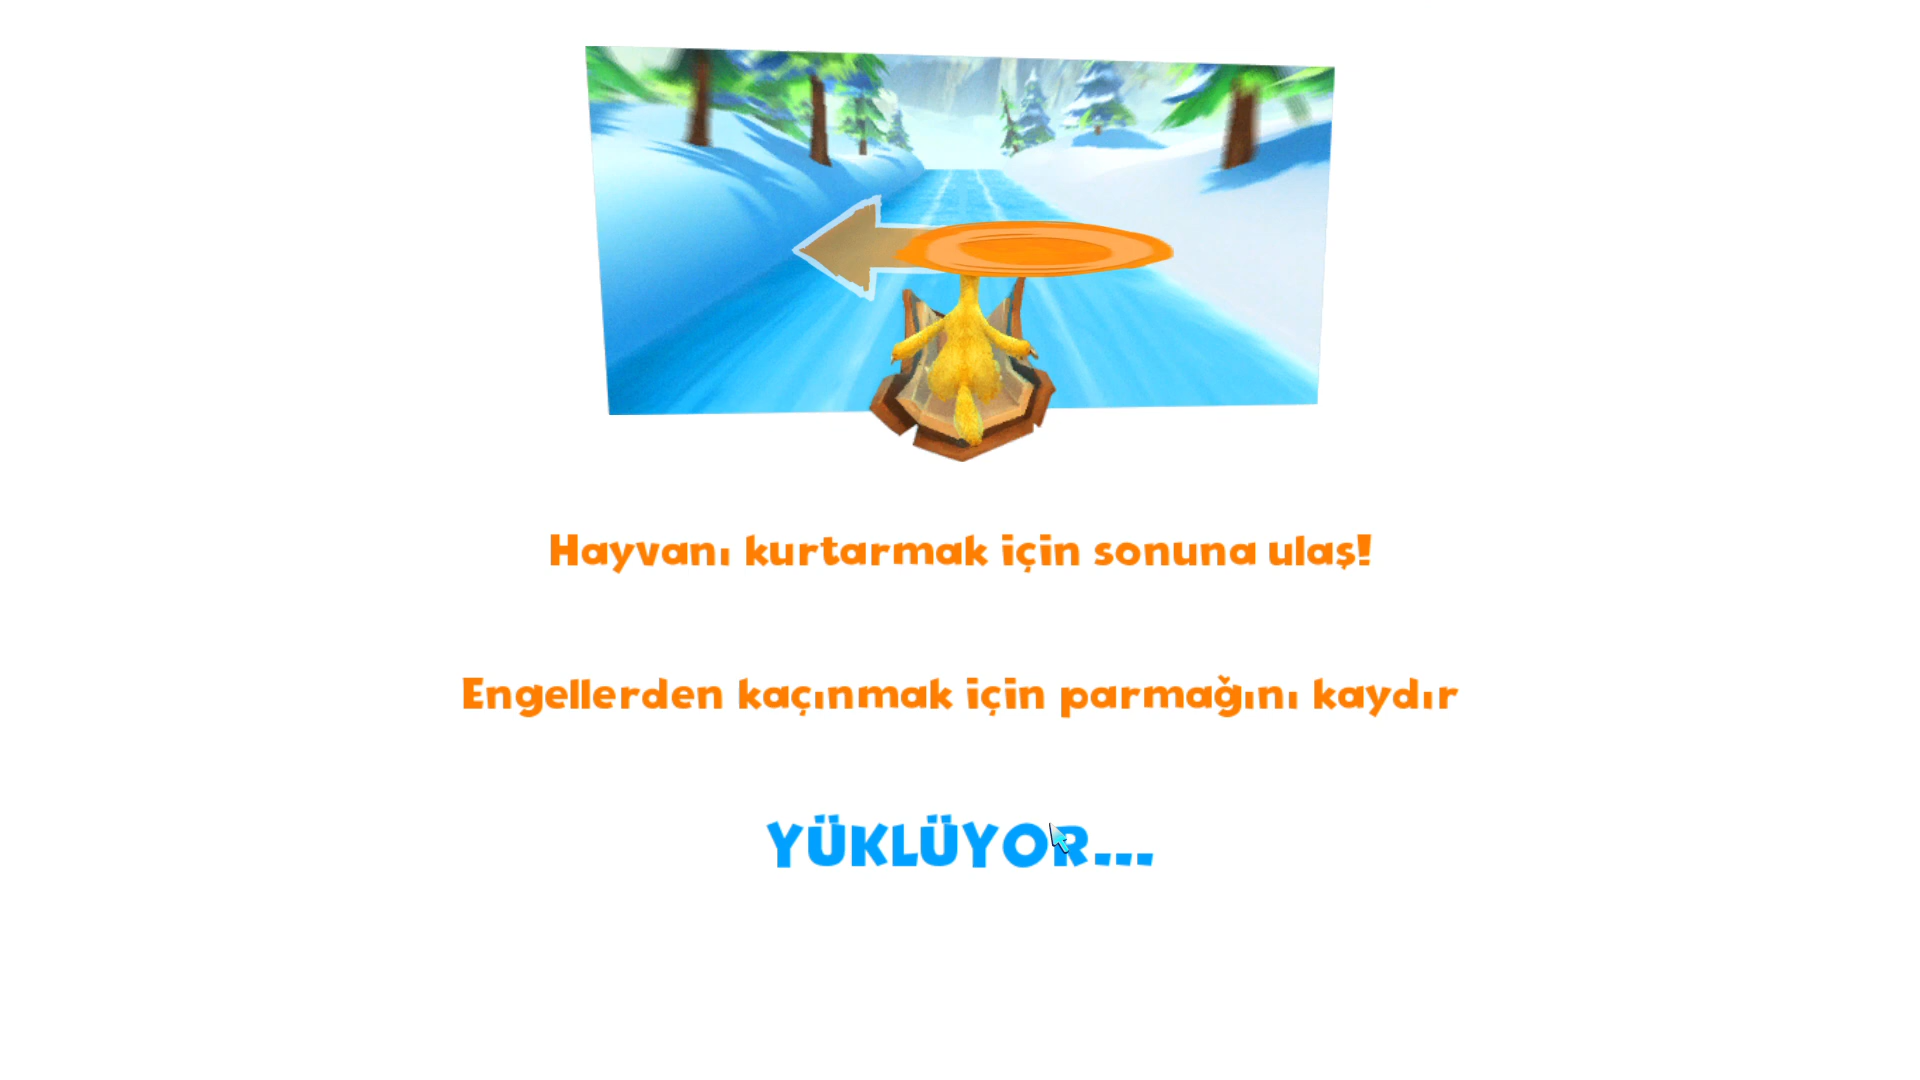 Hayvanı kurtarmak için sonuna ulaş!
Engellerden kaçınmak için parmağını kaydır
YÜKLÜYOR...